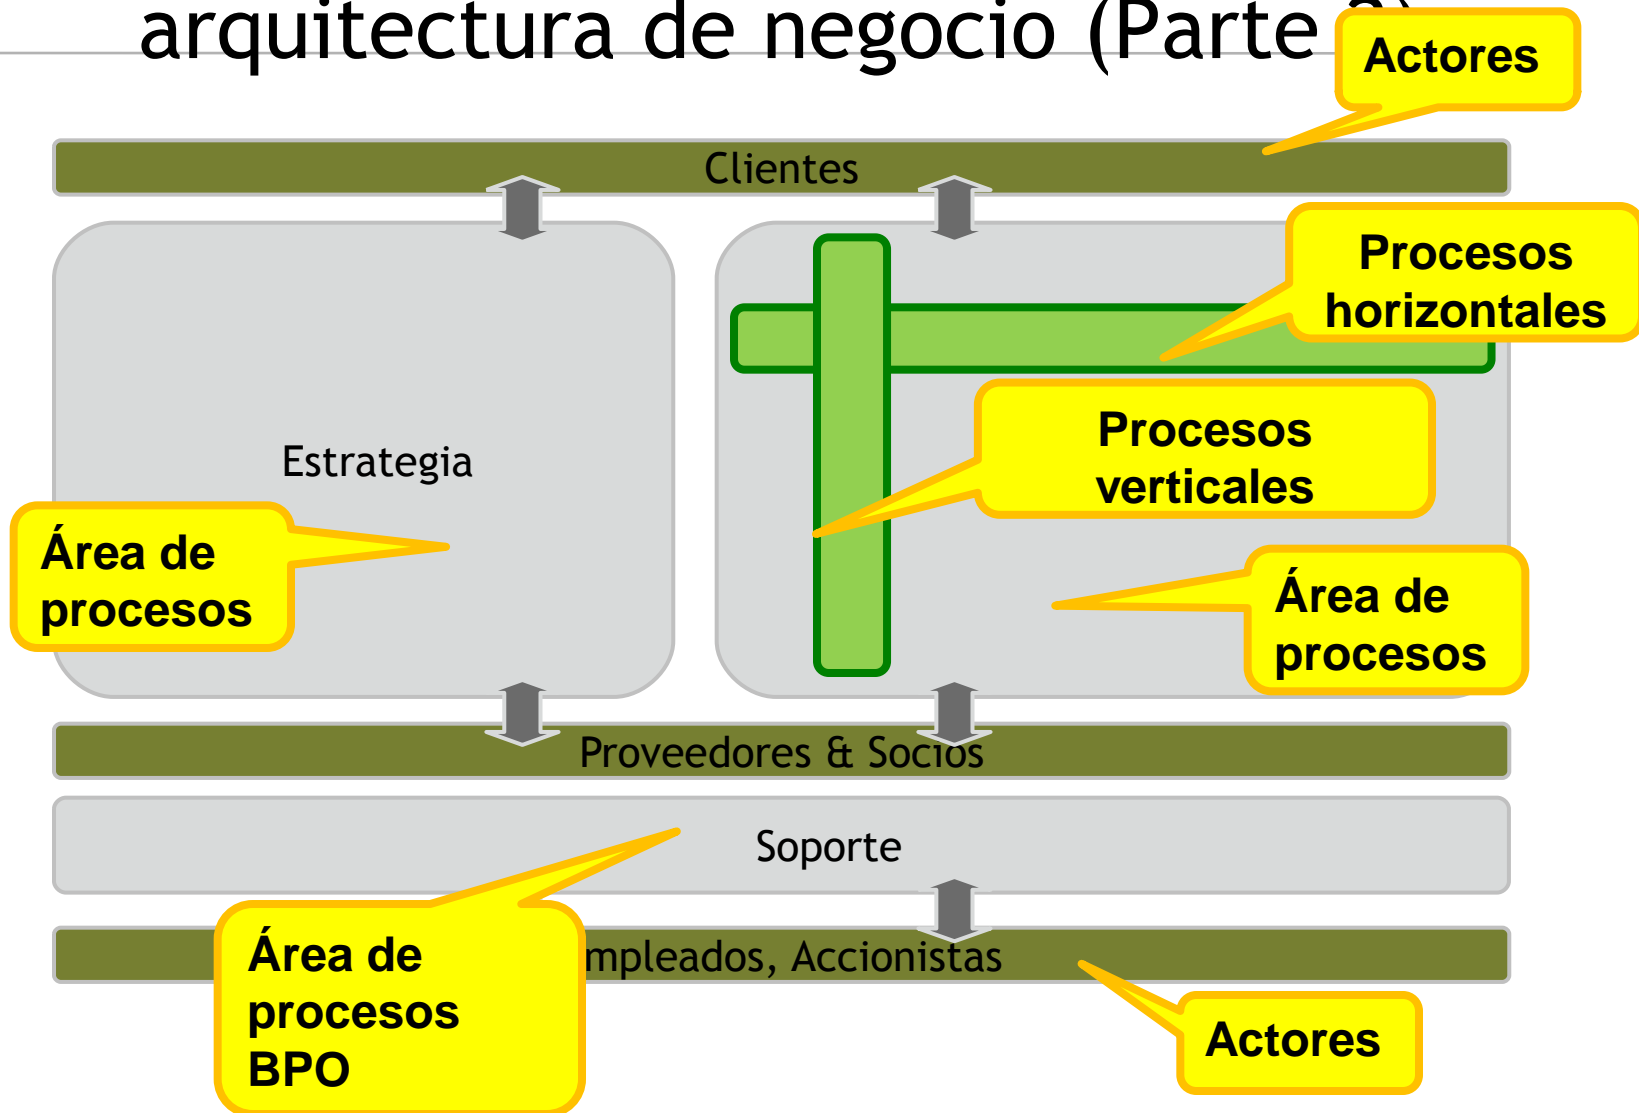 arquitectura de negocio (Parte
Actores
Clientes
Procesos
horizontales
Procesos
verticales
Estrategia
Área de
procesos
Área de
procesos
Proveedores & Socios
Soporte
Área de
procesos
BPO
mpleados, Accionistas
Actores